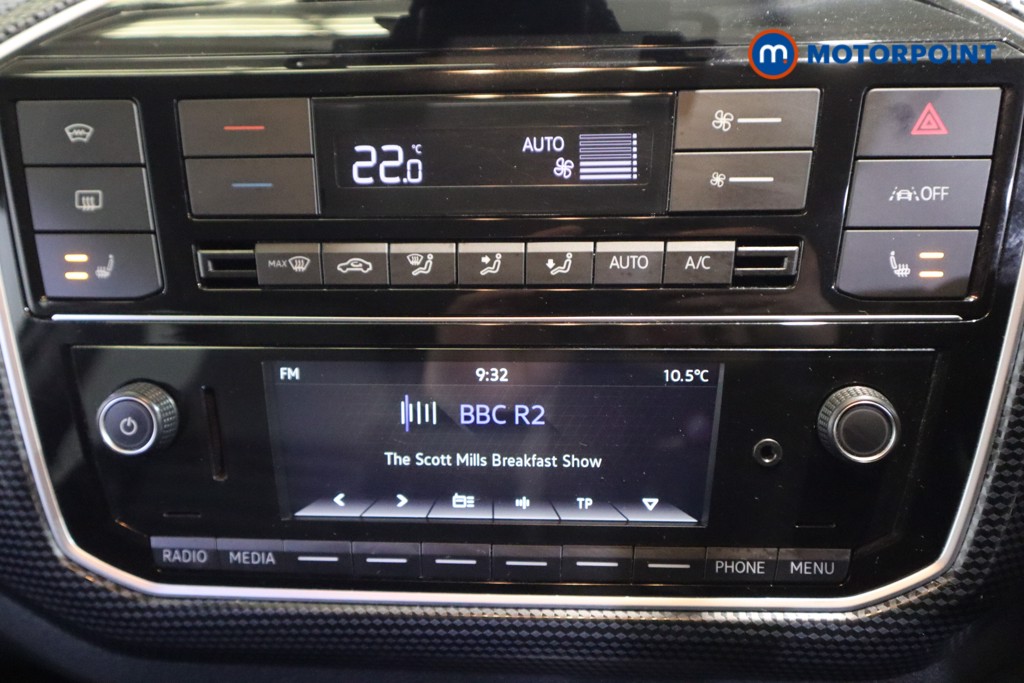 m MOTORPOINT
22.0 °C AUTO
OFF
MAX AUTO A/C
FM 9:32 10.5°C
BBC R2
The Scott Mills Breakfast Show
TP
RADIO MEDIA PHONE MENU